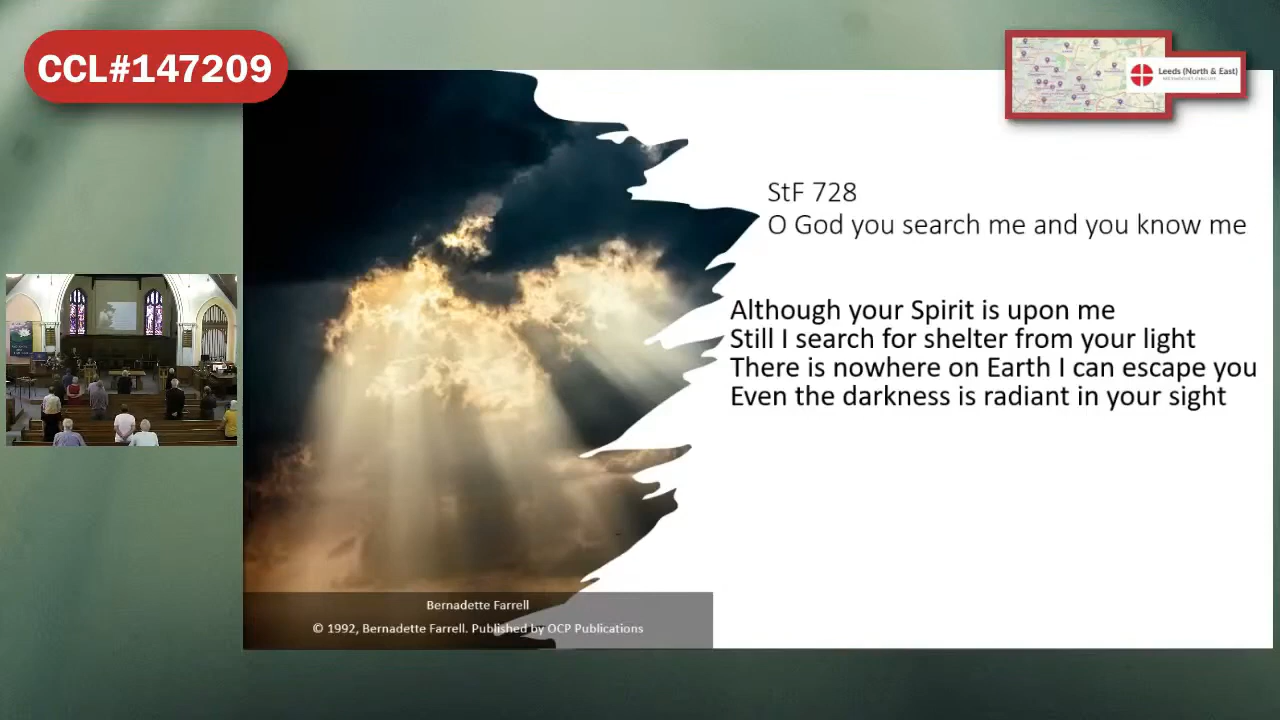 CCL#147209
Leeds (North & East)
StF 728
O God you search me and you know me
Although your Spirit is upon me
Still I search for shelter from your light
There is nowhere on Earth I can escape you
Even the darkness is radiant in your sight
Bernadette Farrell
© 1992, Bernadette Farrell. Published by OCP Publications